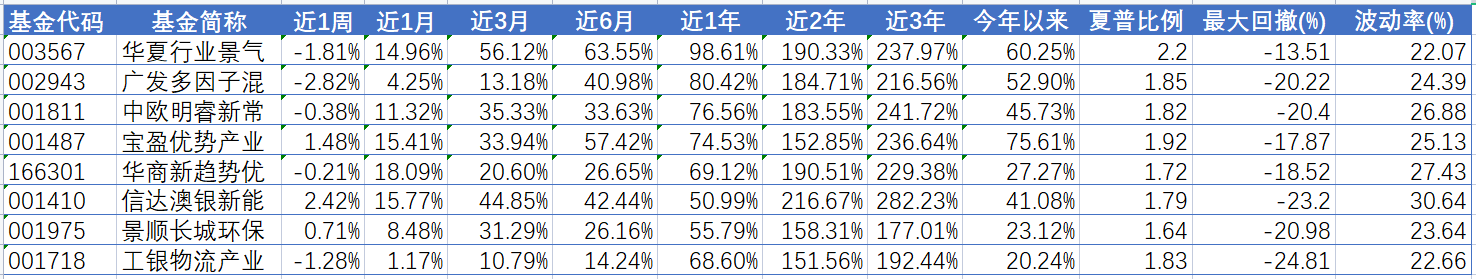 基金代码 基金简称 近1周 近1月 近3月 近6月 近1年 近2年 近3年 今年以来 夏普比例 最大回撤(%) 波动率(%)
003567 华夏行业景气 -1.81% 14.96% 56.12% 63.55% 98.61% 190.33% 237.97% 60.25% 2.2 -13.51 22.07
002943 广发多因子混 -2.82% 4.25% 13.18% 40.98% 80.42% 184.71% 216.56% 52.90% 1.85 -20.22 24.39
001811 中欧明睿新常 -0.38% 11.32% 35.33% 33.63% 76.56% 183.55% 241.72% 45.73% 1.82 -20.4 26.88
001487 宝盈优势产业 1.48% 15.41% 33.94% 57.42% 74.53% 152.85% 236.64% 75.61% 1.92 -17.87 25.13
166301 华商新趋势优 -0.21% 18.09% 20.60% 26.65% 69.12% 190.51% 229.38% 27.27% 1.72 -18.52 27.43
001410 信达澳银新能 2.42% 15.77% 44.85% 42.44% 50.99% 216.67% 282.23% 41.08% 1.79 -23.2 30.64
001975 景顺长城环保 0.71% 8.48% 31.29% 26.16% 55.79% 158.31% 177.01% 23.12% 1.64 -20.98 23.64
001718 工银物流产业 -1.28% 1.17% 10.79% 14.24% 68.60% 151.56% 192.44% 20.24% 1.83 -24.81 22.66